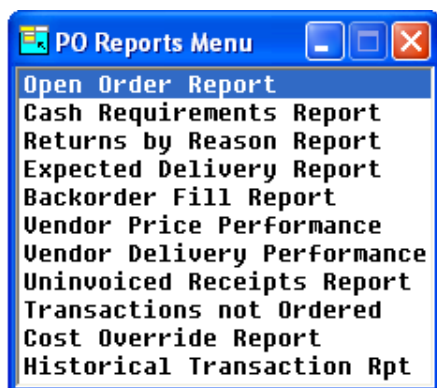 PO Reports Menu
Open Order Report
Cash Requirements Report
Returns by Reason Report
Expected Delivery Report
Backorder Fill Report
Vendor Price Performance
Vendor Delivery Performance
Uninvoiced Receipts Report
Transactions not Ordered
Cost Override Report
Historical Transaction Rpt